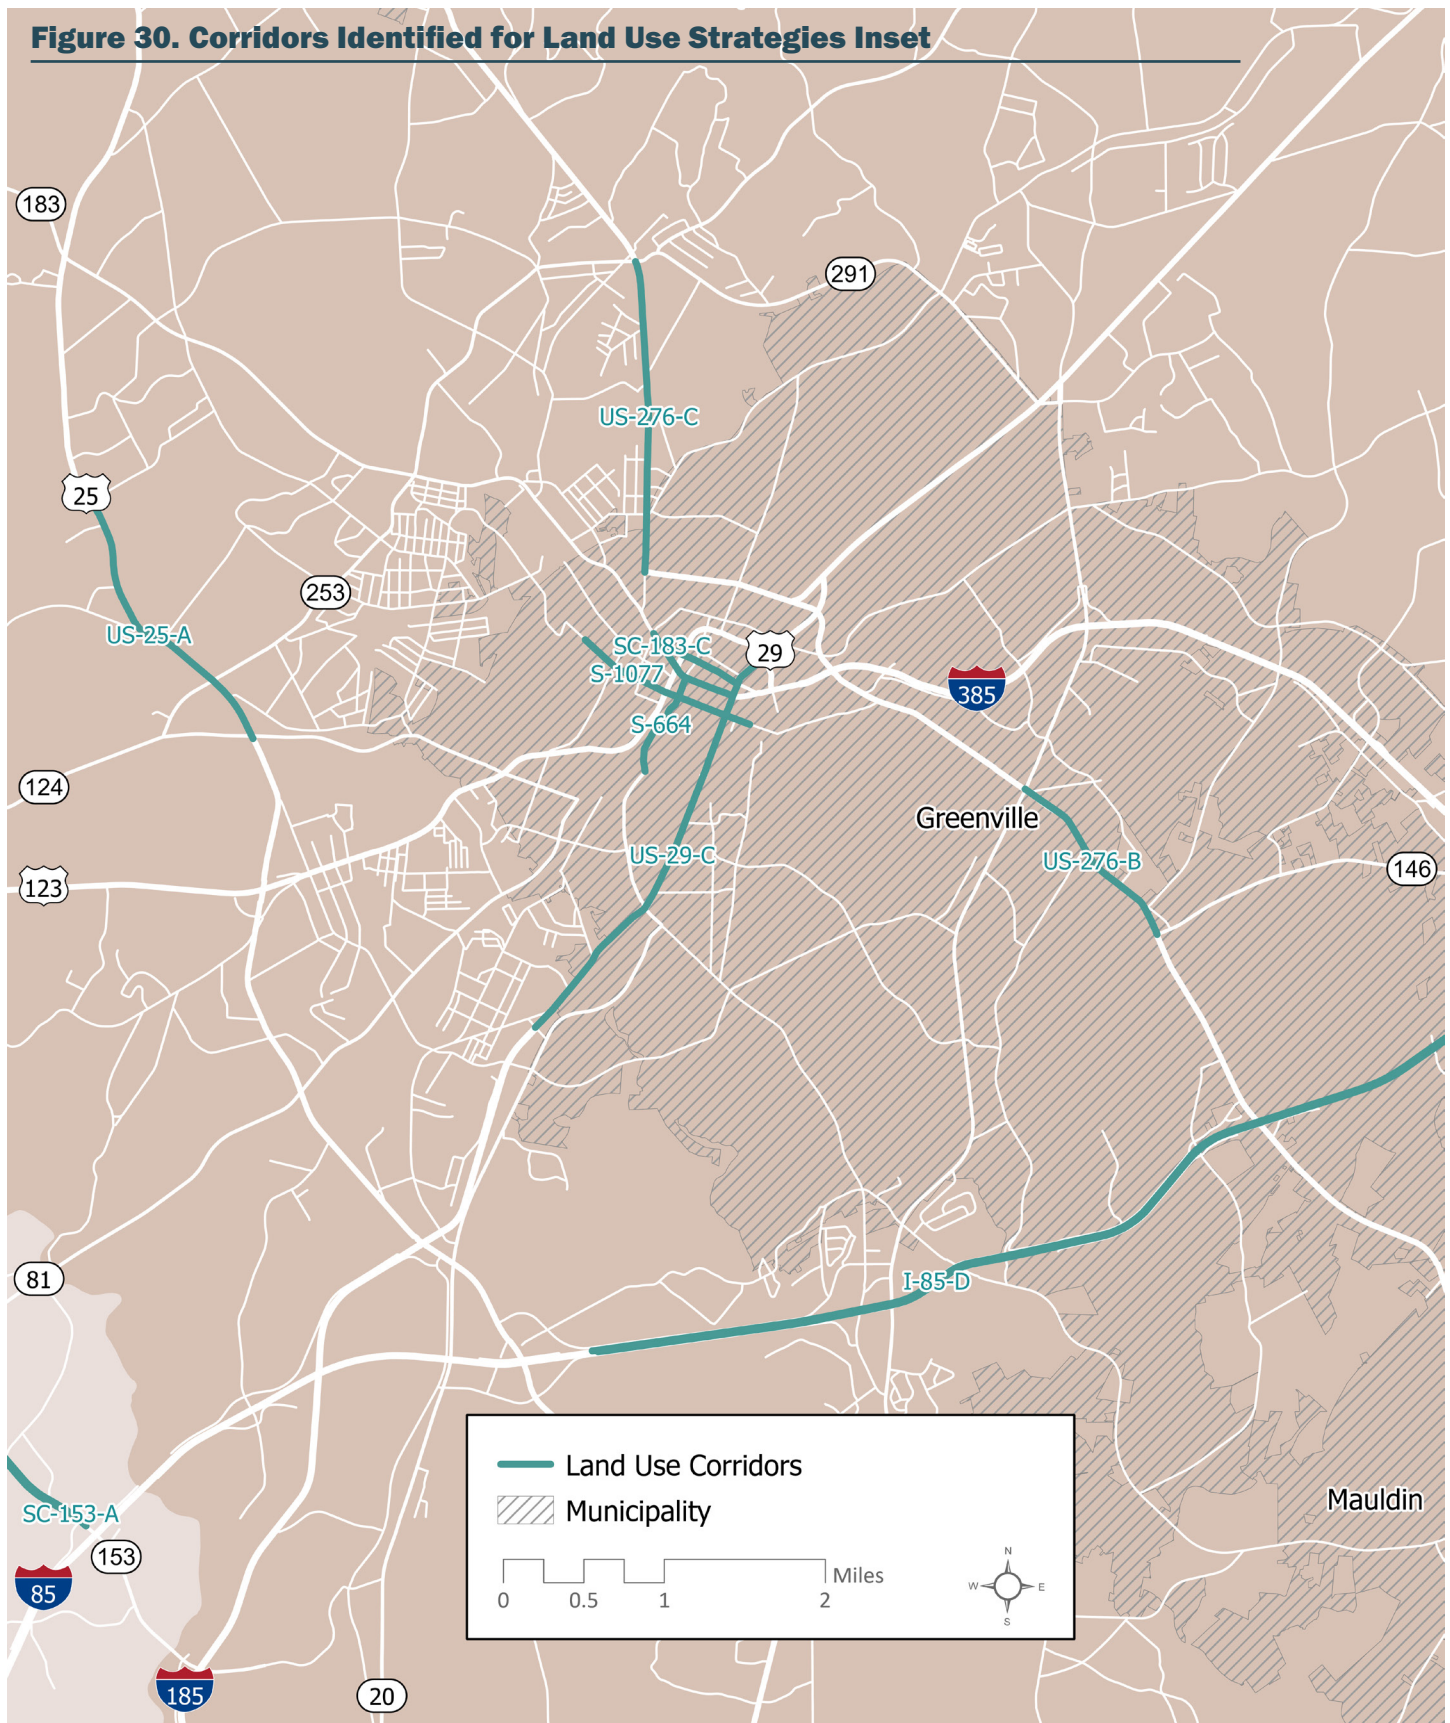 Figure 30. Corridors Identified for Land Use Strategies Inset
183
291
US-276-C
25
253
US-25-A
SC-183-C
29
S-1077
385
S-664
124
Greenville
US-29-C
US-276-B
146
123
81
I-85-D
Land Use Corridors
Mauldin
SC-153-A
Municipality
153
85
Miles
0 0.5 1 2
N
W E
S
185
20